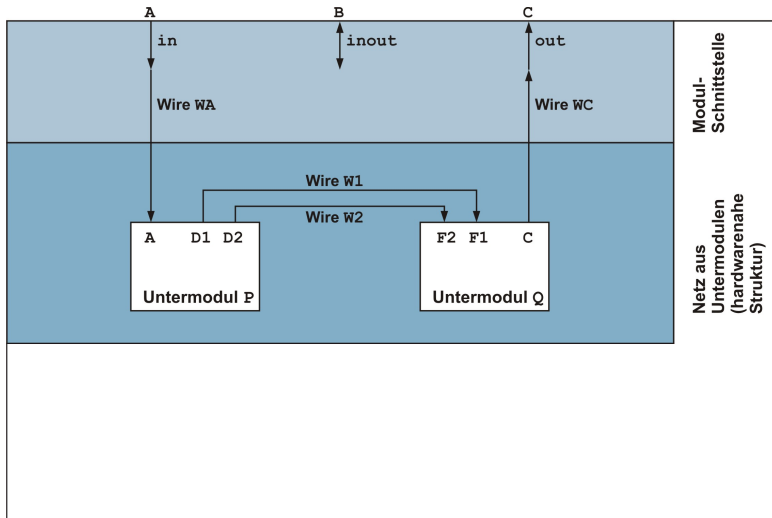 A B C
in inout out
Wire WA Wire WC
Modul-
Schnittstelle
Wire W1
Wire W2
A D1 D2 F2 F1 C
Untermodul P Untermodul Q
Netz aus
Untermodulen
(hardwarenahe
Struktur)